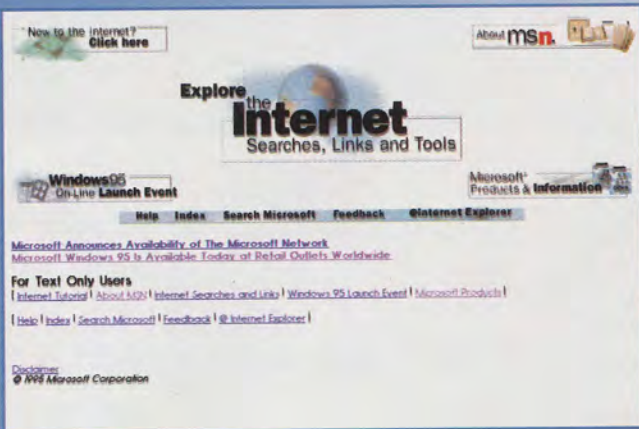 New to the internet?
Click here
About msn.
Explore
the
Internet
Searches, Links and Tools
Windows95
On-Line Launch Event
Microsoft
Products & Information
Help Index Search Microsoft Feedback @Internet Explorer
Microsoft Announces Availability of The Microsoft Network
Microsoft Windows 95 Is Available Today at Retail Outlets Worldwide
For Text Only Users
| Internet Tutorial | About MSN | Internet Searches and Links | Windows 95 Launch Event | Microsoft Products |
| Help | Index | Search Microsoft | Feedback | @ Internet Explorer |
Disclaimer
© 1995 Microsoft Corporation